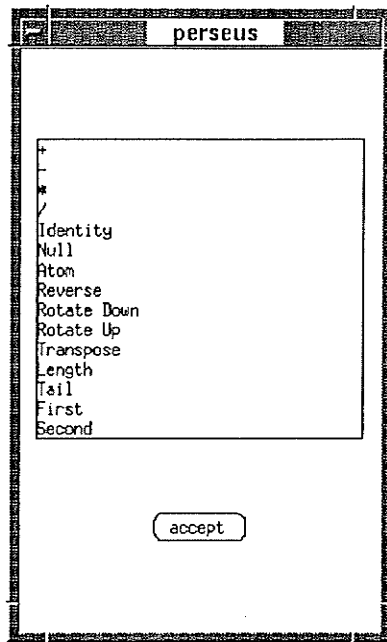 perseus
+
-
*
/
Identity
Null
Atom
Reverse
Rotate Down
Rotate Up
Transpose
Length
Tail
First
Second
accept